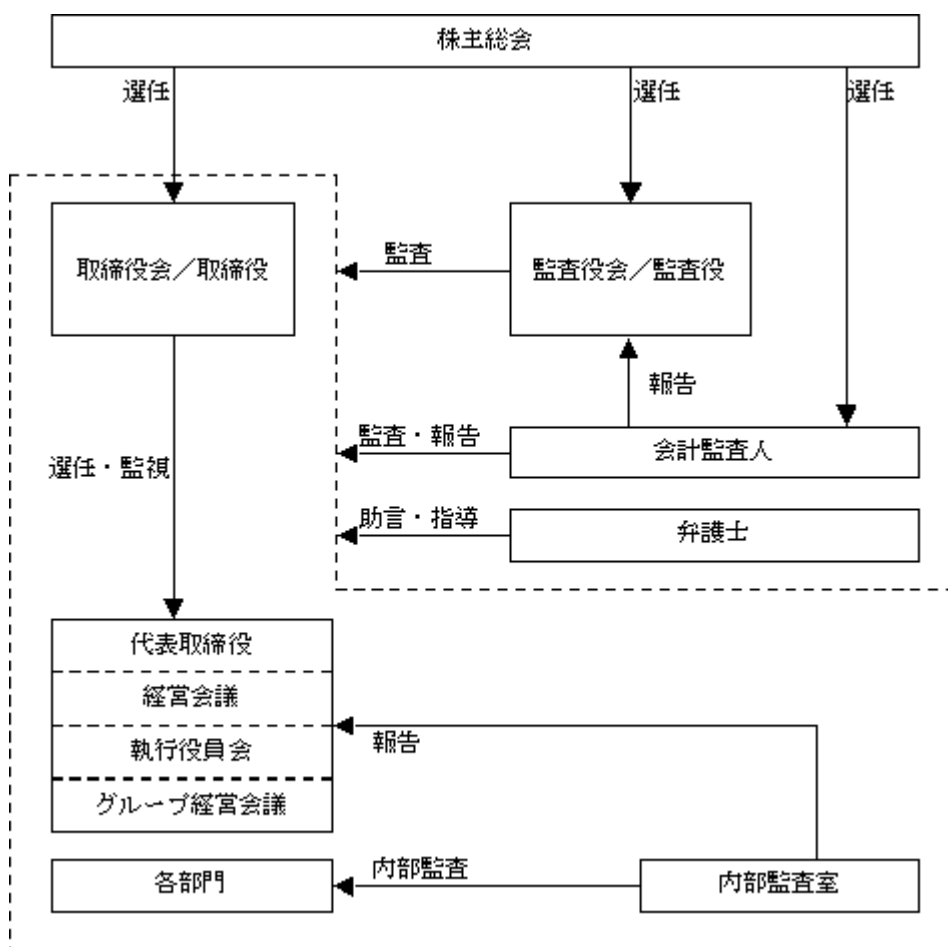 株主総会
選任
選任
選任
取締役会／取締役
監査
監査役会／監査役
報告
監査・報告
会計監査人
選任・監視
助言・指導
弁護士
代表取締役
経営会議
執行役員会
報告
グループ経営会議
各部門
内部監査
内部監査室